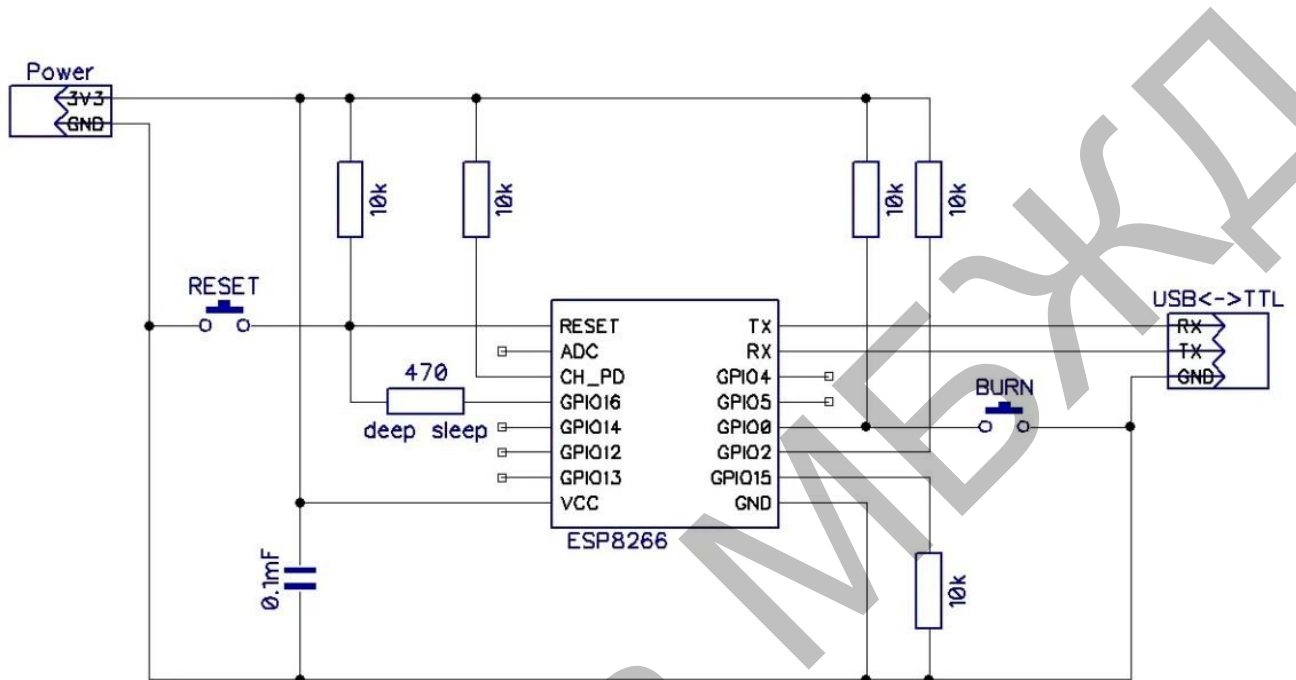 Power
3V3
GND
10k
10k
10k
10k
RESET
USB<->TTL
RESET
ADC
CH_PD
GPIO16
GPIO14
GPIO12
GPIO13
VCC
TX
RX
GPIO4
GPIO5
GPIO0
GPIO2
GPIO15
GND
RX
TX
GND
470
deep sleep
BURN
ESP8266
0.1mF
10k
МБЖД